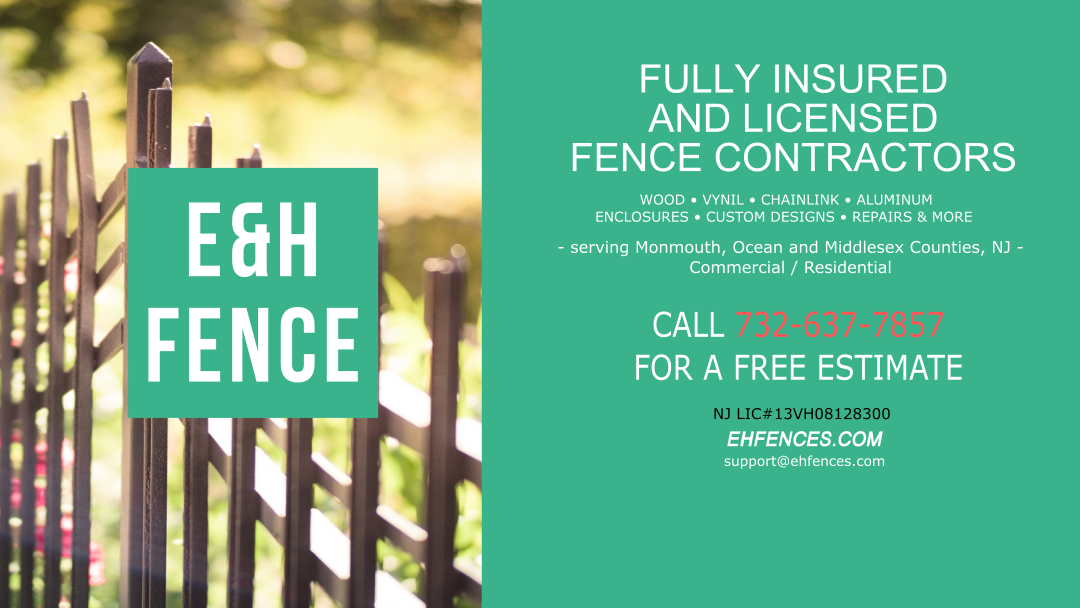 E&H
FENCE
FULLY INSURED
AND LICENSED
FENCE CONTRACTORS
WOOD • VYNIL • CHAINLINK • ALUMINUM
ENCLOSURES • CUSTOM DESIGNS • REPAIRS & MORE
- serving Monmouth, Ocean and Middlesex Counties, NJ -
Commercial / Residential
CALL 732-637-7857
FOR A FREE ESTIMATE
NJ LIC#13VH08128300
EHFENCES.COM
support@ehfences.com